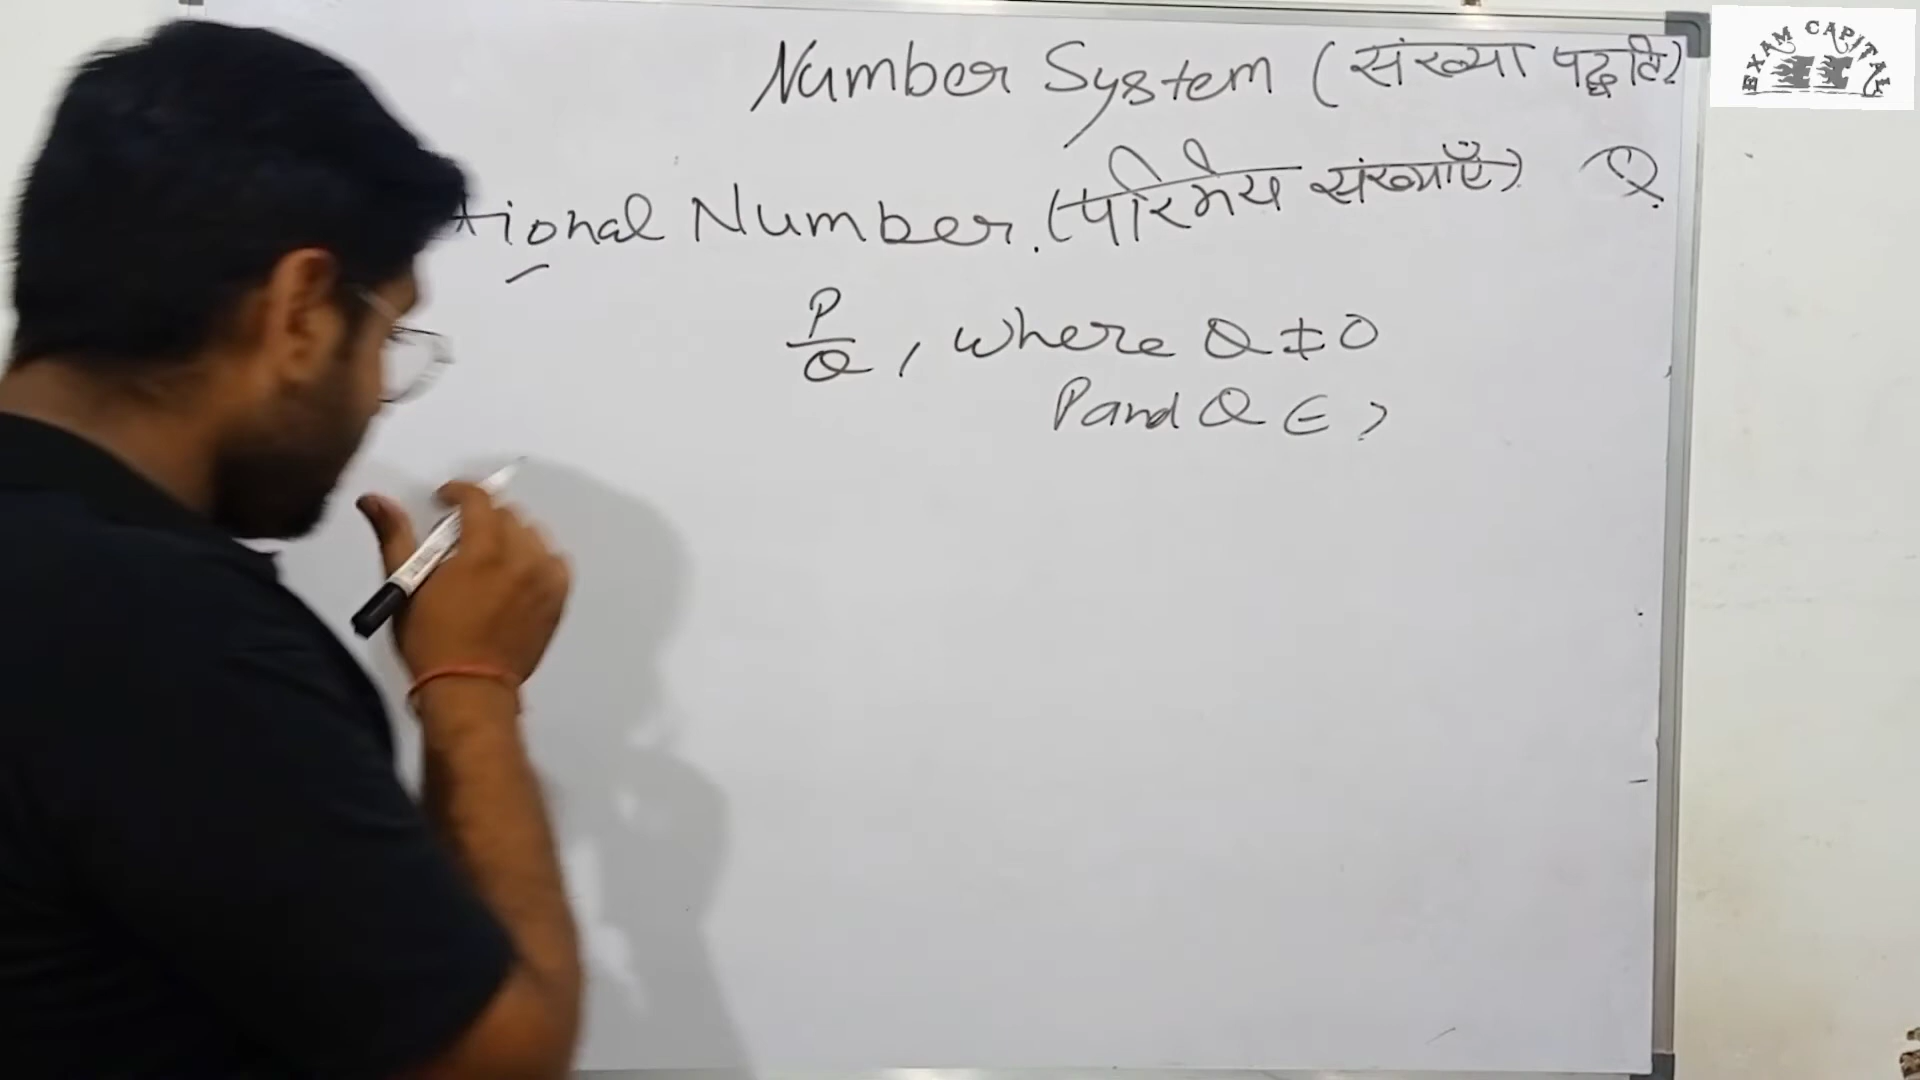 Number System (संख्या पद्धति)
tional Number. (परिमेय संख्याएँ) Q
P/Q, where Q ≠ 0
P and Q ∈
EXAM CAPITAL